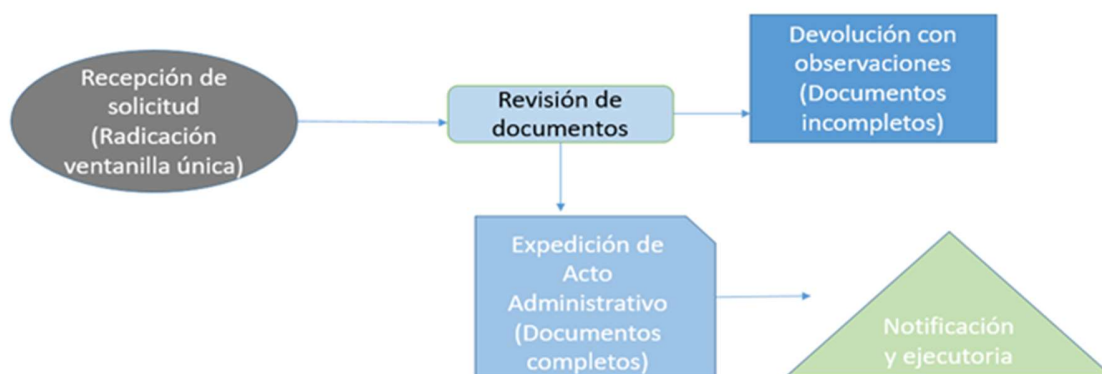 Recepción de
solicitud
(Radicación
ventanilla única)
Revisión de
documentos
Devolución con
observaciones
(Documentos
incompletos)
Expedición de
Acto
Administrativo
(Documentos
completos)
Notificación
y ejecutoria